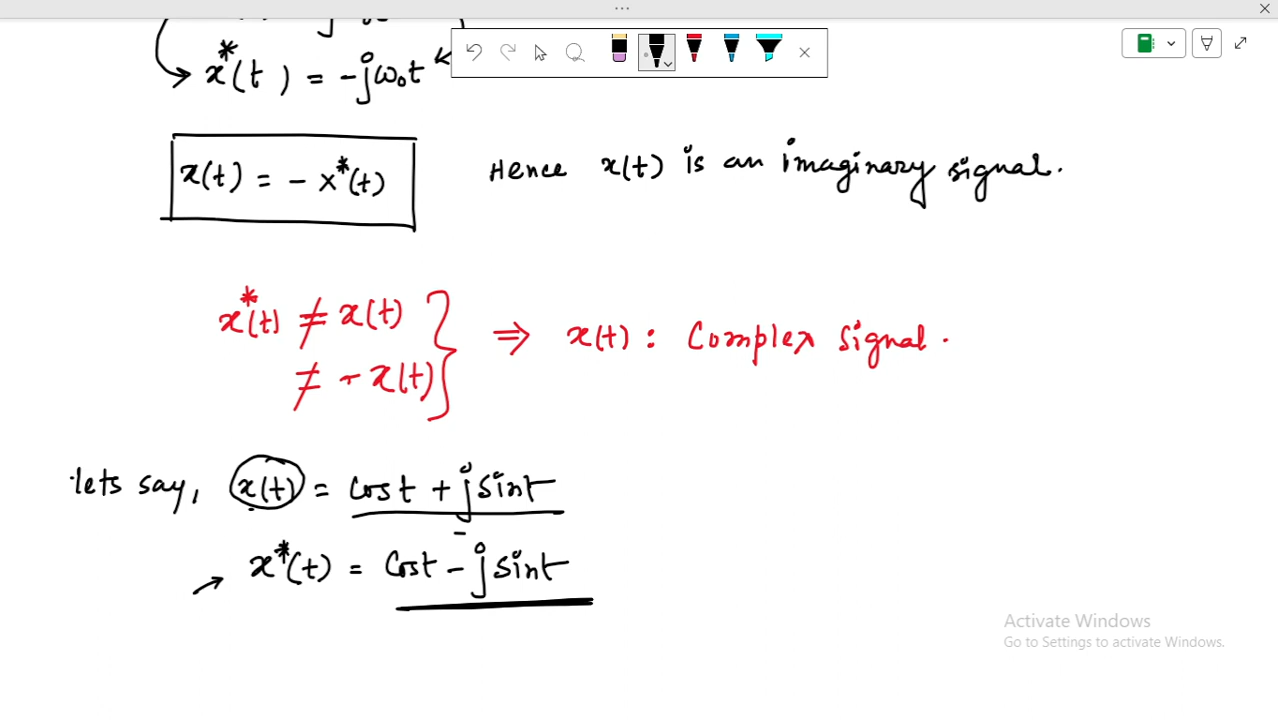 x*(t) = -jω₀t
x(t) = - x*(t) Hence x(t) is an imaginary signal.
x*(t) ≠ x(t)
≠ - x(t) } ⇒ x(t) : Complex signal.
lets say, x(t) = cost + jsint
x*(t) = cost - jsint
Activate Windows
Go to Settings to activate Windows.